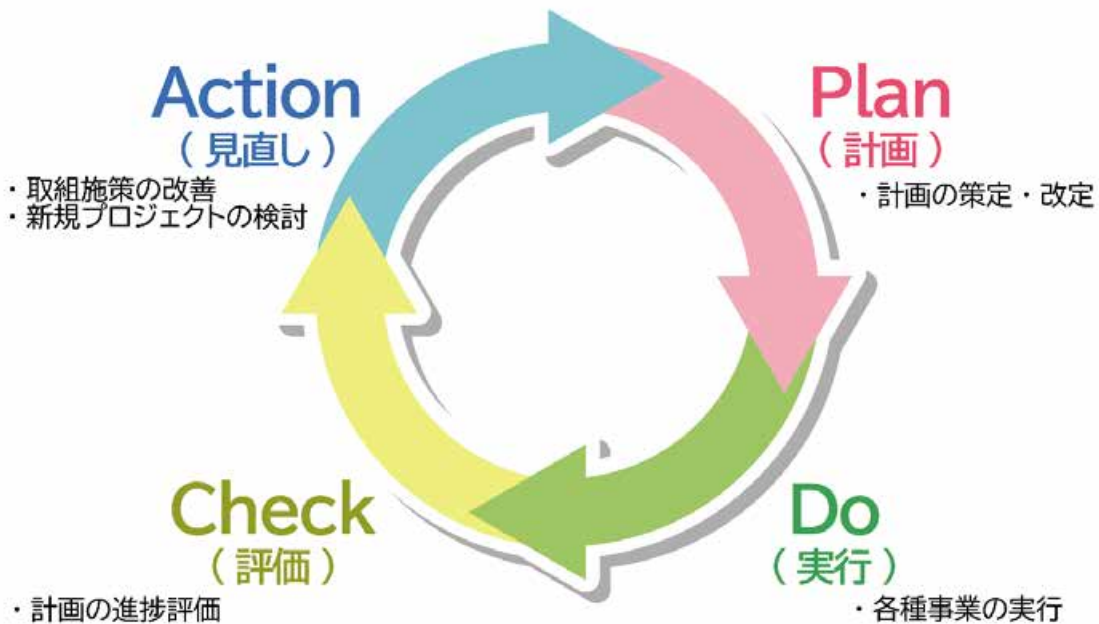 Action
（見直し）
・取組施策の改善
・新規プロジェクトの検討
Plan
（計画）
・計画の策定・改定
Check
（評価）
・計画の進捗評価
Do
（実行）
・各種事業の実行